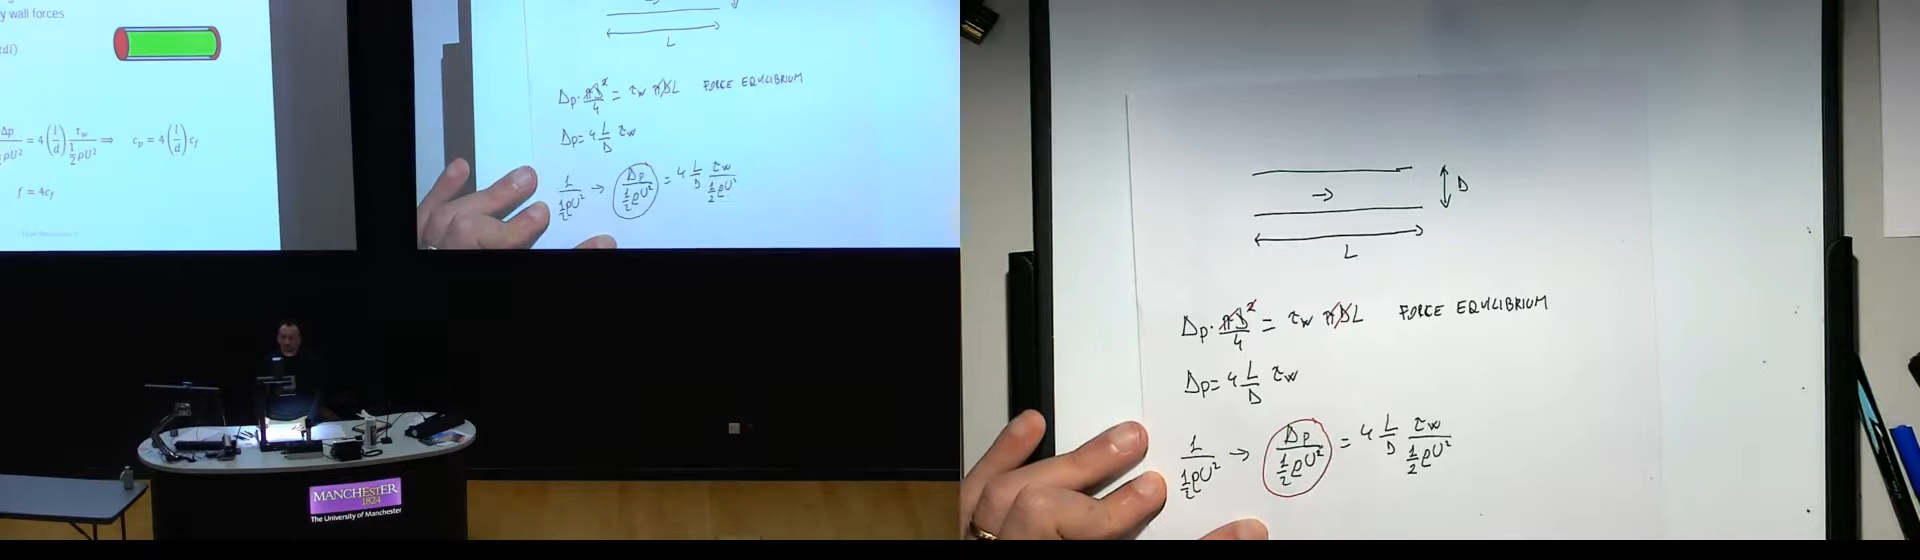 y wall forces
Δp/½ρU² = 4 (l/d) τw/½ρU² ⟹ cp = 4 (l/d) cf
f = 4cf
L
Δp · πD²/4 = τw πDL FORCE EQUILIBRIUM
Δp = 4 L/D τw
1/½ρU² → Δp/½ρU² = 4 L/D τw/½ρU²
MANCHESTER
1824
The University of Manchester
D
L
Δp · πD²/4 = τw πDL FORCE EQUILIBRIUM
Δp = 4 L/D τw
1/½ρU² → Δp/½ρU² = 4 L/D τw/½ρU²